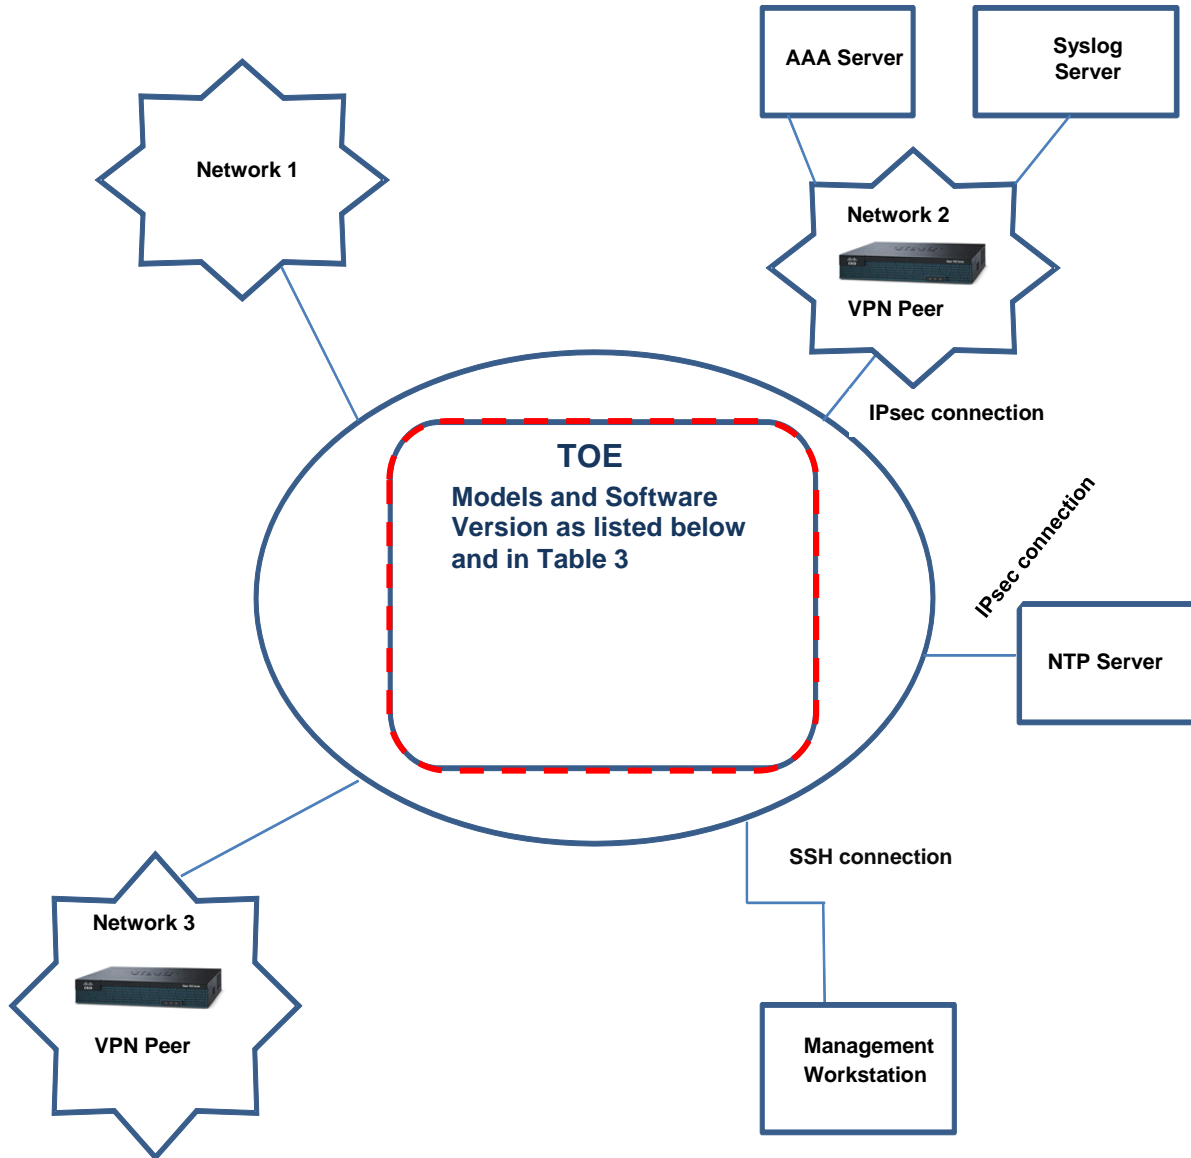 AAA Server
Syslog
Server
Network 1
Network 2
VPN Peer
IPsec connection
TOE
Models and Software
Version as listed below
and in Table 3
IPsec connection
NTP Server
SSH connection
Network 3
VPN Peer
Management
Workstation